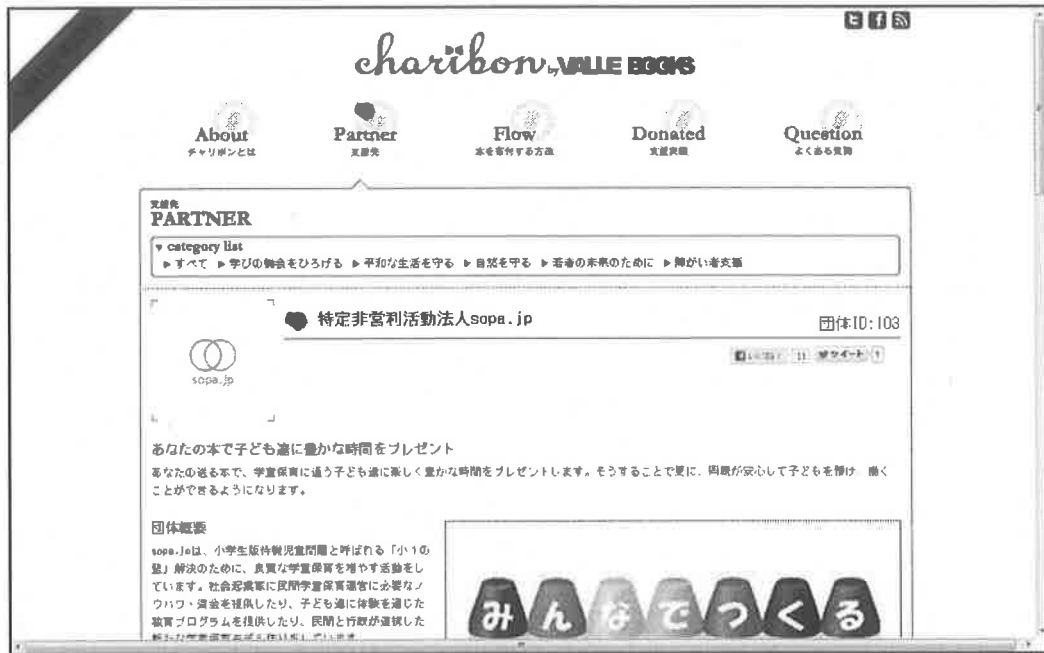 charibon by VALUE BOOKS
About
チャリボンとは
Partner
支援先
Flow
本を寄付する方法
Donated
支援実績
Question
よくある質問
支援先
PARTNER
▼ category list
▶ すべて ▶ 学びの機会をひろげる ▶ 平和な生活を守る ▶ 自然を守る ▶ 若者の未来のために ▶ 障がい者支援
特定非営利活動法人sopa.jp
団体ID:103
sopa.jp
いいね! 11 ツイート 1
あなたの本で子ども達に豊かな時間をプレゼント
あなたの送る本で、学童保育に通う子ども達に楽しく豊かな時間をプレゼントします。そうすることで更に、両親が安心して子どもを預け 働く
ことができるようになります。
団体概要
sopa.jpは、小学生版待機児童問題と呼ばれる「小1の
壁」解決のために、良質な学童保育を増やす活動をし
ています。社会起業家に民間学童保育運営に必要なノ
ウハウ・資金を提供したり、子ども達に体験を通じた
教育プログラムを提供したり、民間と行政が連携した
みんなでつくる